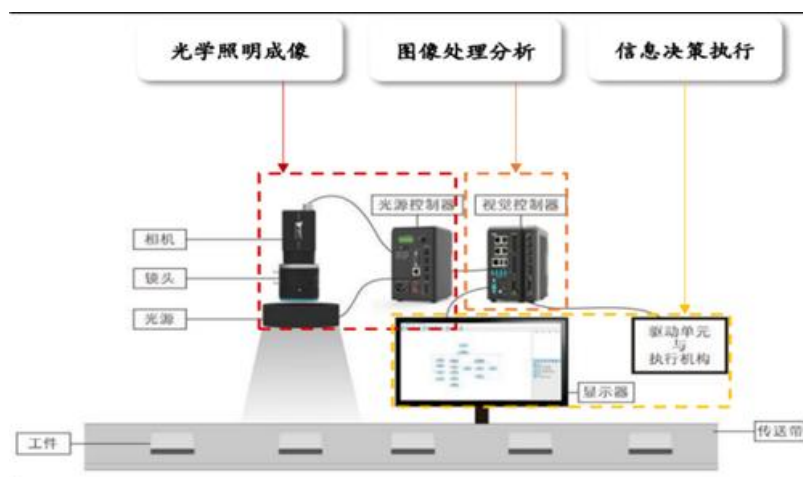 光学照明成像
图像处理分析
信息决策执行
光源控制器
视觉控制器
相机
镜头
光源
驱动单元
与
执行机构
显示器
工件
传送带